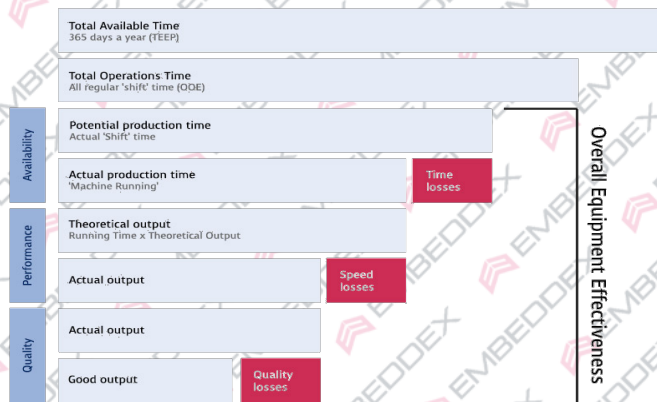 Total Available Time
365 days a year (TEEP)
Total Operations Time
All regular 'shift' time (OOE)
Availability
Potential production time
Actual 'Shift' time
Actual production time
'Machine Running'
Time
losses
Performance
Theoretical output
Running Time x Theoretical Output
Actual output
Speed
losses
Quality
Actual output
Good output
Quality
losses
Overall Equipment Effectiveness
EMBEDDEX